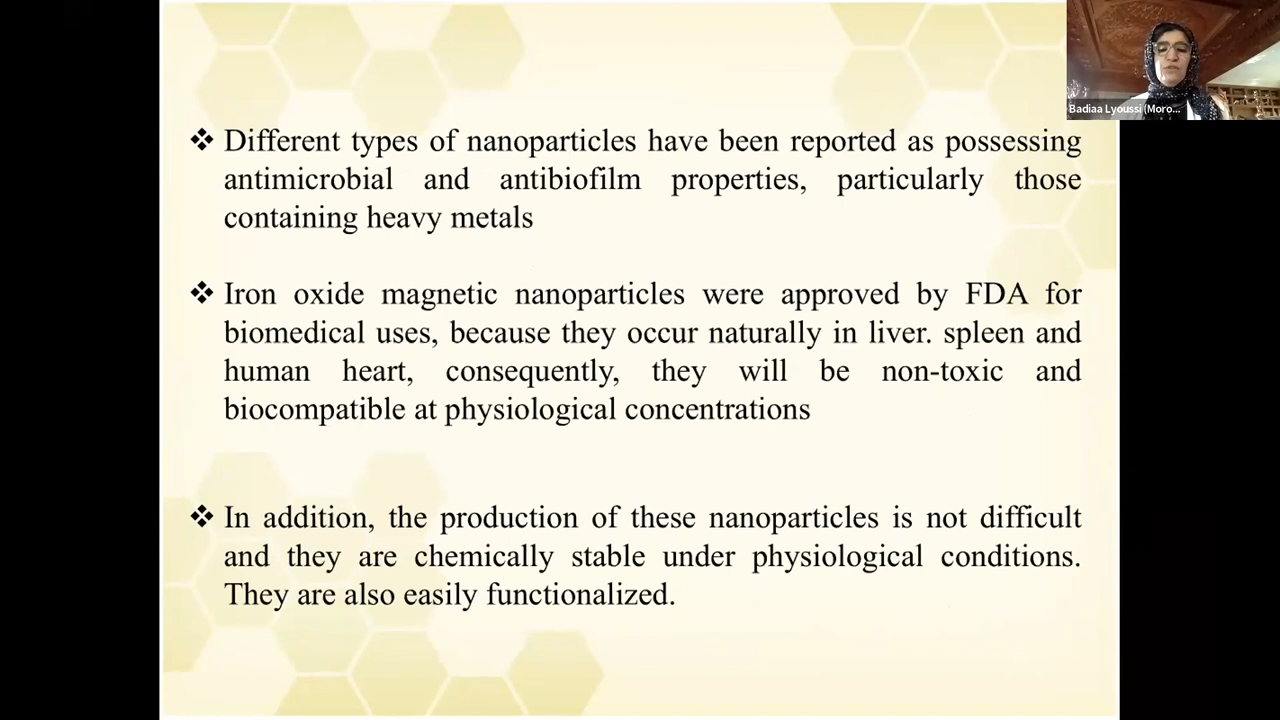 Badiaa Lyoussi (Moro...
❖ Different types of nanoparticles have been reported as possessing
antimicrobial and antibiofilm properties, particularly those
containing heavy metals
❖ Iron oxide magnetic nanoparticles were approved by FDA for
biomedical uses, because they occur naturally in liver. spleen and
human heart, consequently, they will be non-toxic and
biocompatible at physiological concentrations
❖ In addition, the production of these nanoparticles is not difficult
and they are chemically stable under physiological conditions.
They are also easily functionalized.